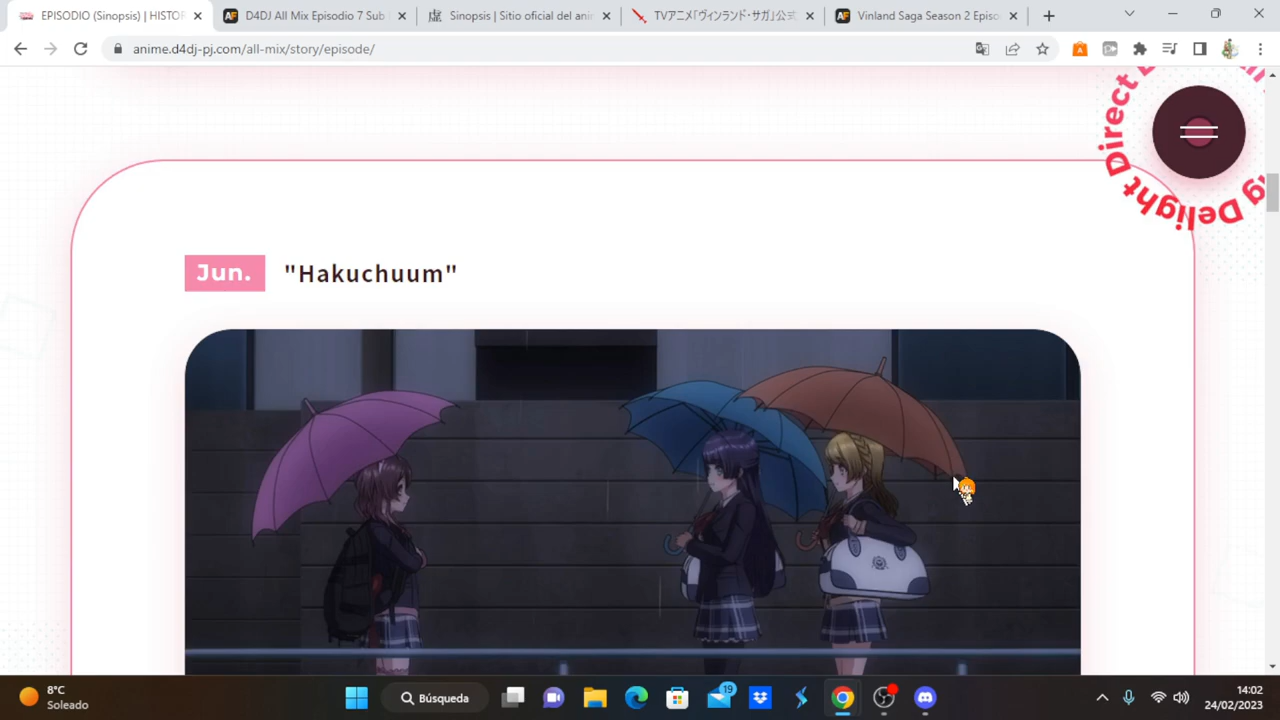 EPISODIO (Sinopsis) | HISTOR
D4DJ All Mix Episodio 7 Sub
Sinopsis | Sitio oficial del ani
TVアニメ「ヴィンランド・サガ」公式
Vinland Saga Season 2 Episo
anime.d4dj-pj.com/all-mix/story/episode/
Direct
ng Delight
Jun. "Hakuchuum"
8°C
Soleado
Búsqueda
19
14:02
24/02/2023